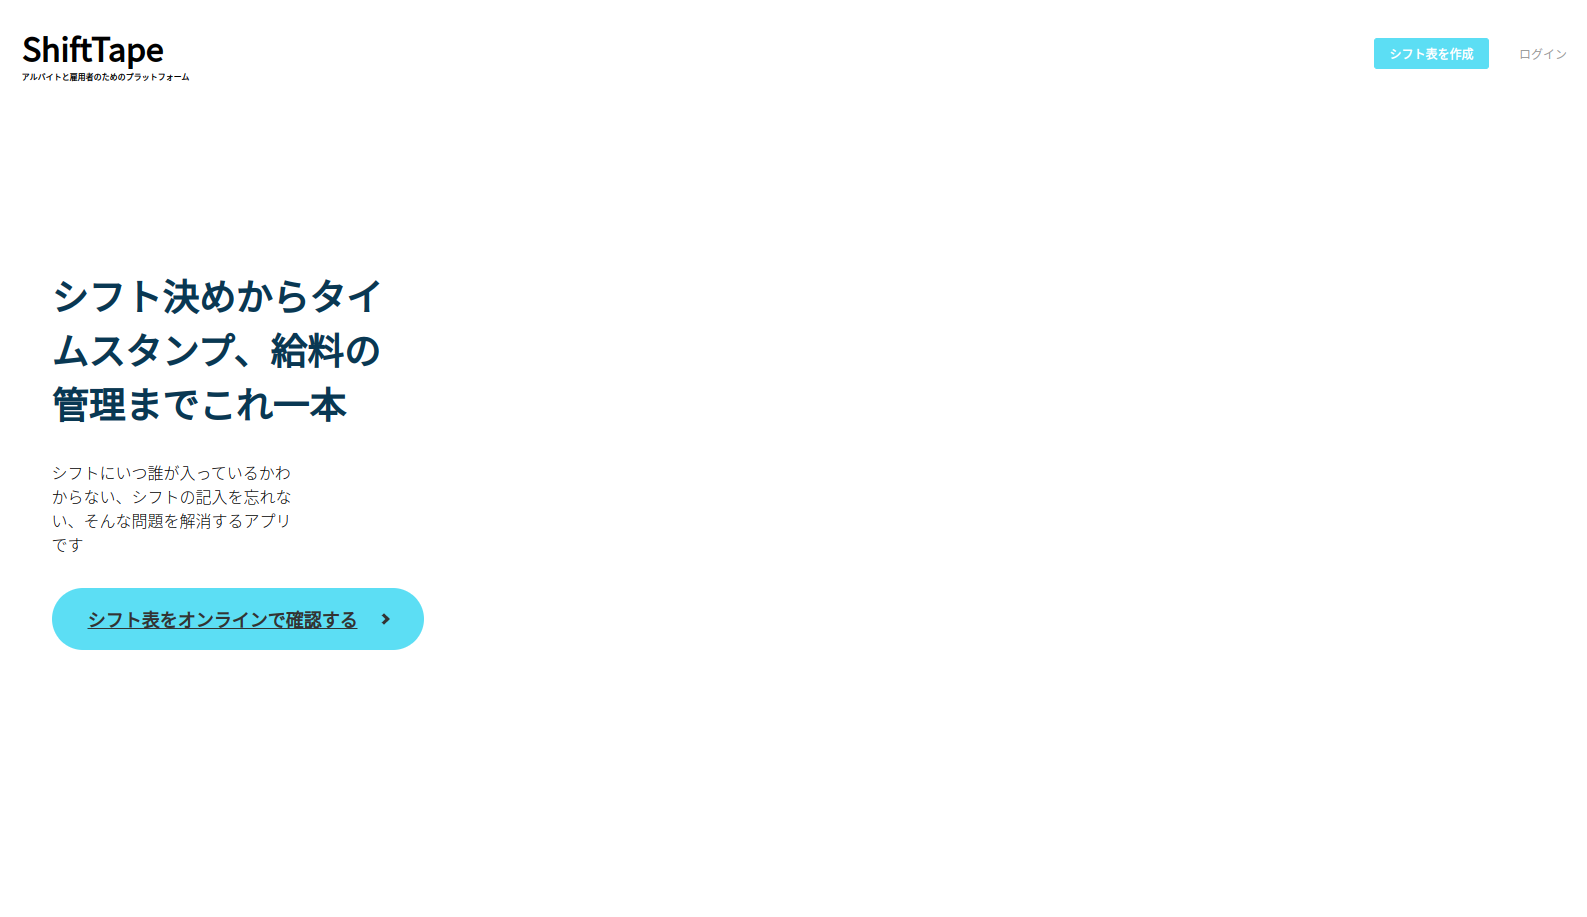 ShiftTape
アルバイトと雇用者のためのプラットフォーム
シフト表を作成
ログイン
シフト決めからタイ
ムスタンプ、給料の
管理までこれ一本
シフトにいつ誰が入っているかわ
からない、シフトの記入を忘れな
い、そんな問題を解消するアプリ
です
シフト表をオンラインで確認する